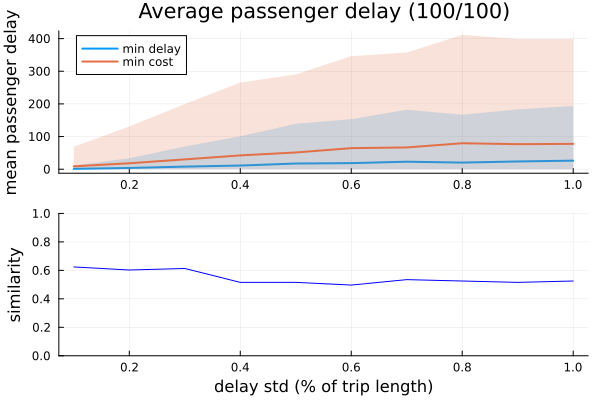 Average passenger delay (100/100)
mean passenger delay
400
300
200
100
0
min delay
min cost
0.2 0.4 0.6 0.8 1.0
similarity
1.0
0.8
0.6
0.4
0.2
0.0
0.2 0.4 0.6 0.8 1.0
delay std (% of trip length)